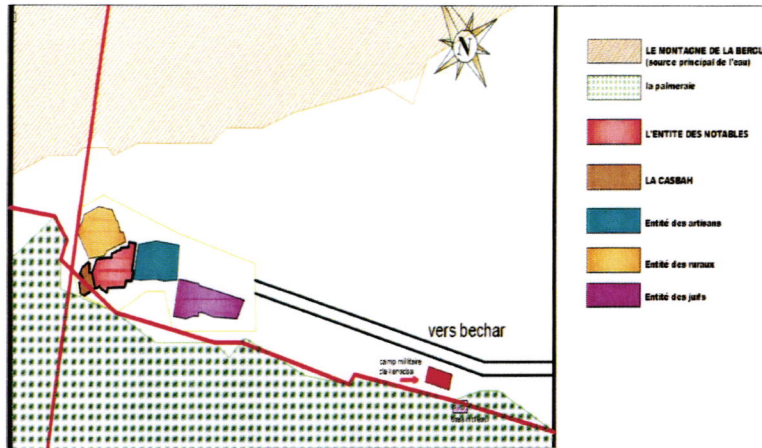 N
LE MONTAGNE DE LA BERGU
(source principal de l'eau)
la palmeraie
L'ENTITE DES NOTABLES
LA CASBAH
Entité des artisans
Entité des ruraux
Entité des juifs
vers bechar
camp militaire